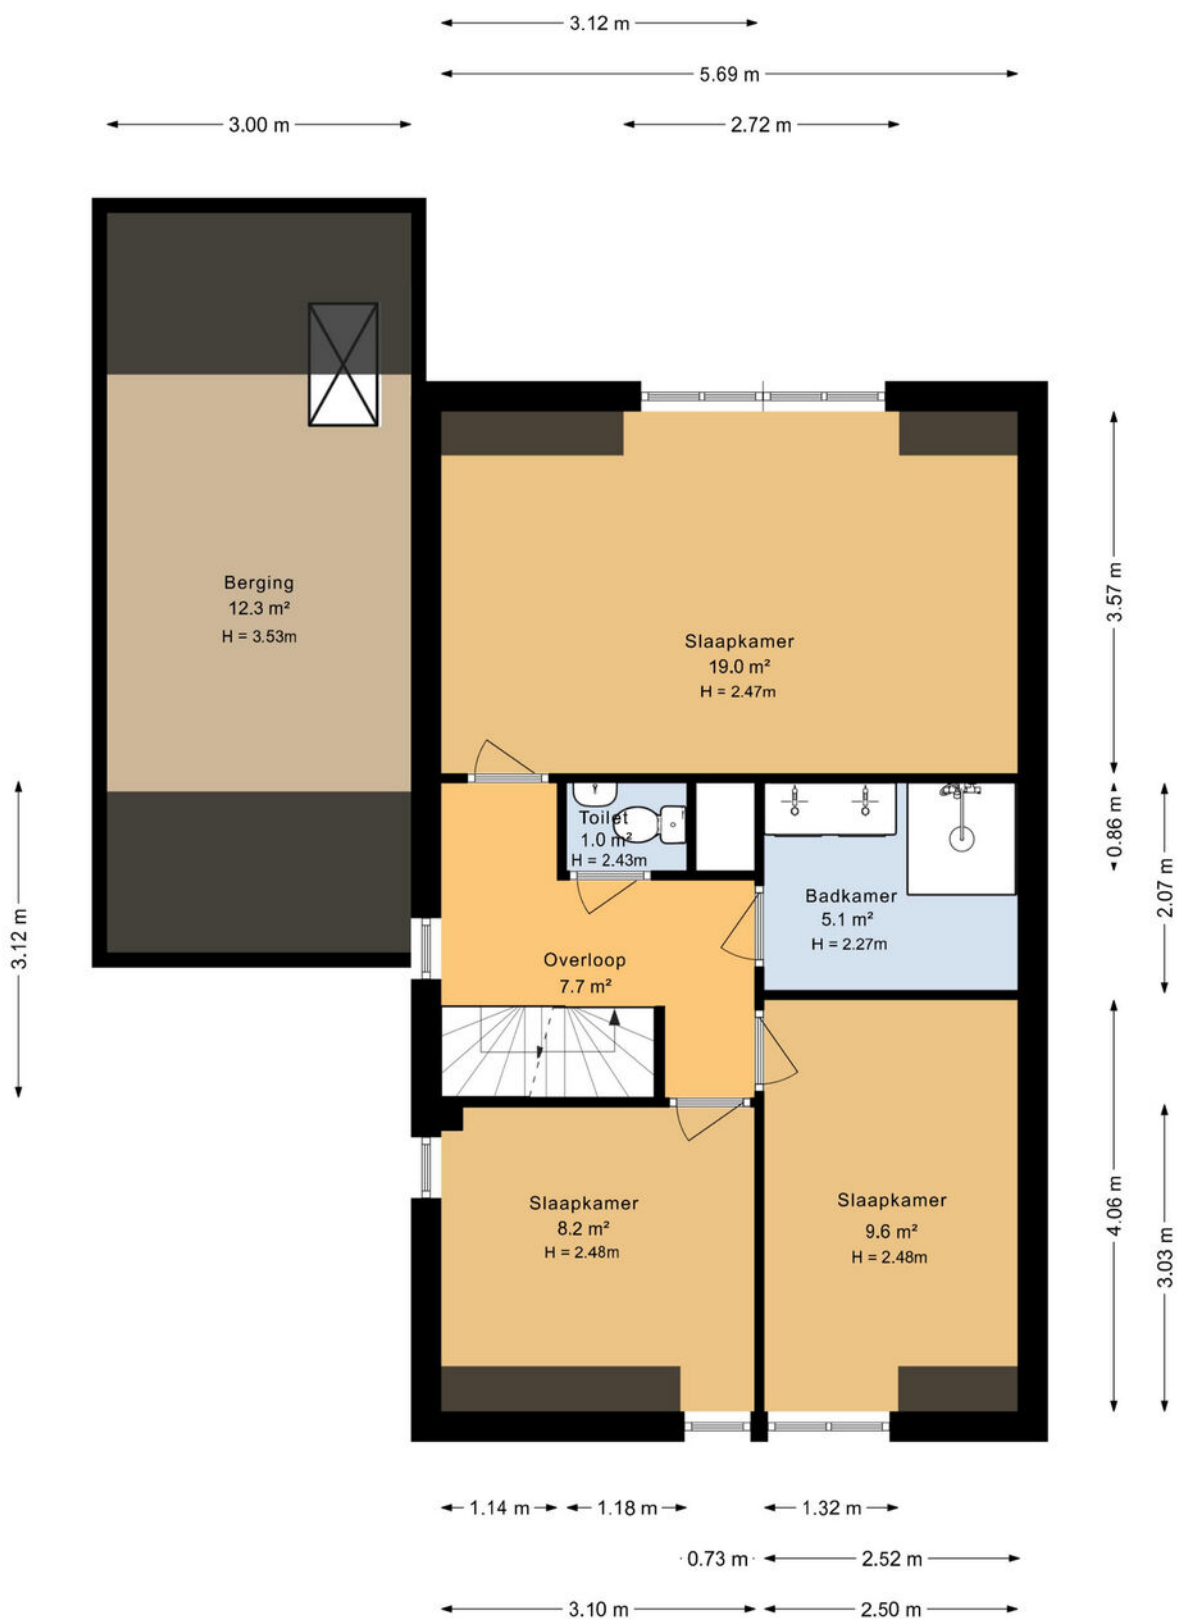 3.12 m
5.69 m
3.00 m
2.72 m
3.57 m
Berging
12.3 m²
H = 3.53m
Slaapkamer
19.0 m²
H = 2.47m
0.86 m
2.07 m
Toilet
1.0 m²
H = 2.43m
Badkamer
5.1 m²
H = 2.27m
3.12 m
Overloop
7.7 m²
4.06 m
3.03 m
Slaapkamer
8.2 m²
H = 2.48m
Slaapkamer
9.6 m²
H = 2.48m
1.14 m
1.18 m
1.32 m
0.73 m
2.52 m
3.10 m
2.50 m